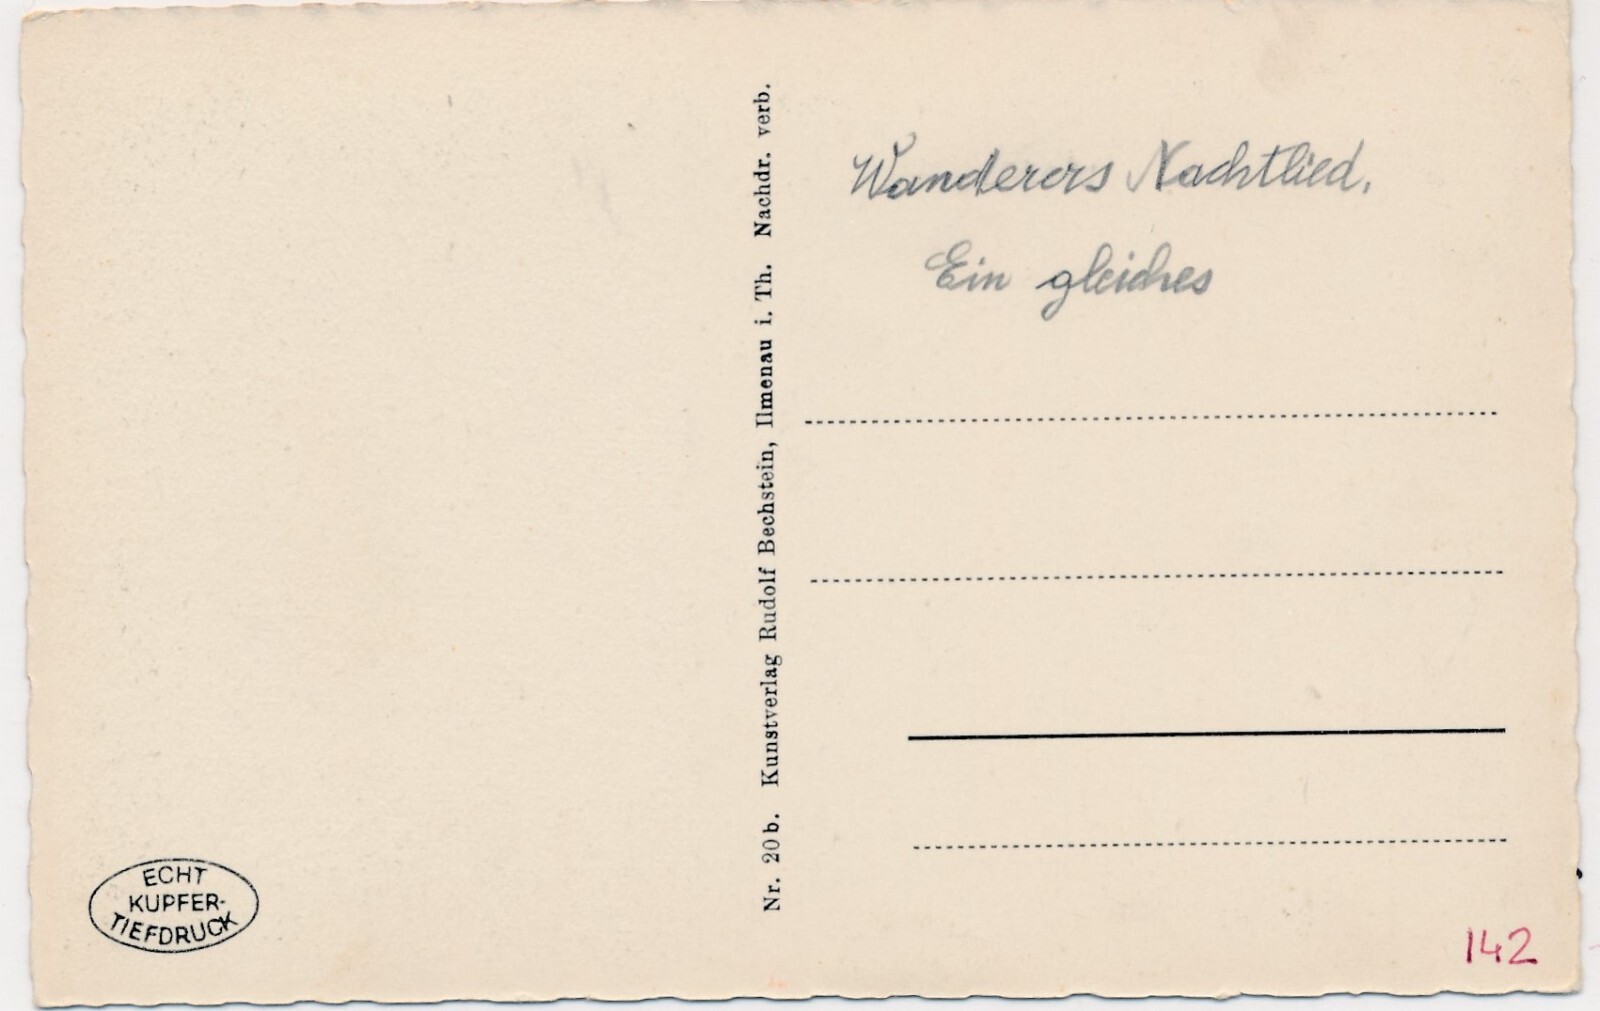 Wanderers Nachtlied.
Ein gleiches
Nr. 20b. Kunstverlag Rudolf Bechstein, Ilmenau i. Th. Nachdr. verb.
ECHT
KUPFER-
TIEFDRUCK
142